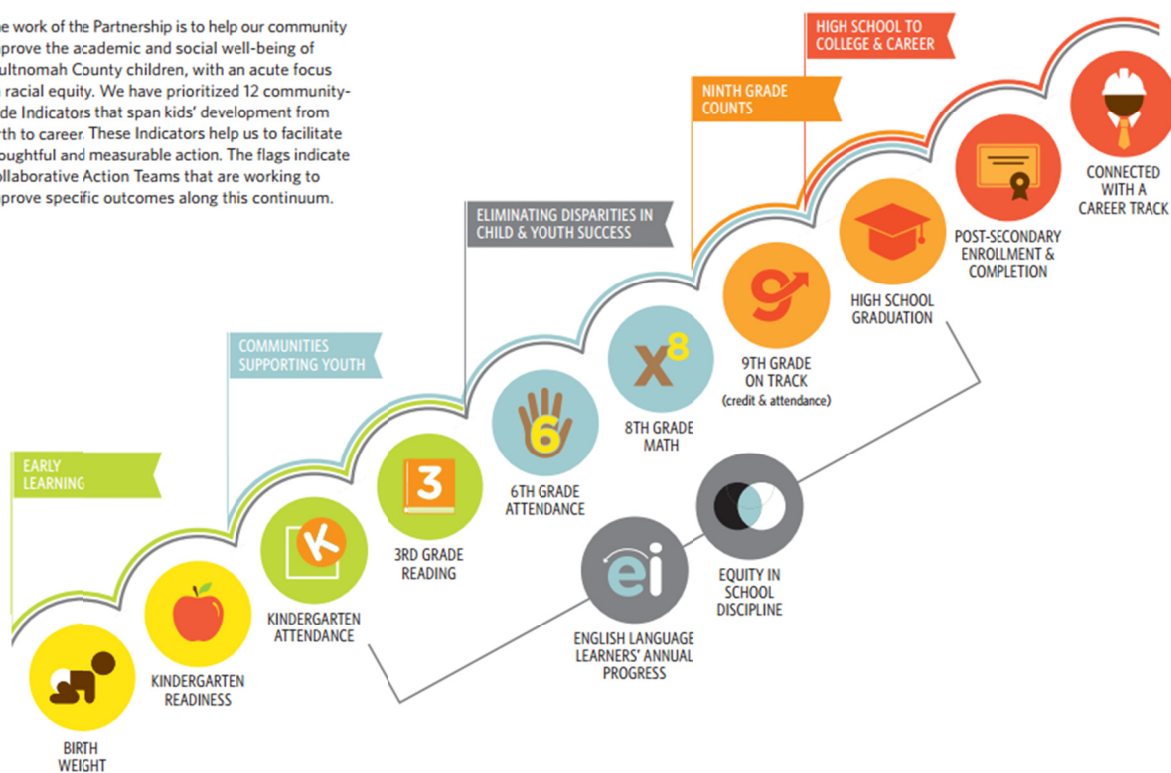 e work of the Partnership is to help our community
prove the academic and social well-being of
ultnomah County children, with an acute focus
racial equity. We have prioritized 12 community-
de Indicators that span kids' development from
rth to career. These Indicators help us to facilitate
oughtful and measurable action. The flags indicate
ollaborative Action Teams that are working to
prove specific outcomes along this continuum.
HIGH SCHOOL TO
COLLEGE & CAREER
NINTH GRADE
COUNTS
ELIMINATING DISPARITIES IN
CHILD & YOUTH SUCCESS
COMMUNITIES
SUPPORTING YOUTH
EARLY
LEARNING
BIRTH
WEIGHT
KINDERGARTEN
READINESS
K
KINDERGARTEN
ATTENDANCE
3
3RD GRADE
READING
6
6TH GRADE
ATTENDANCE
x8
8TH GRADE
MATH
9
9TH GRADE
ON TRACK
(credit & attendance)
HIGH SCHOOL
GRADUATION
POST-SECONDARY
ENROLLMENT &
COMPLETION
CONNECTED
WITH A
CAREER TRACK
ei
ENGLISH LANGUAGE
LEARNERS' ANNUAL
PROGRESS
EQUITY IN
SCHOOL
DISCIPLINE